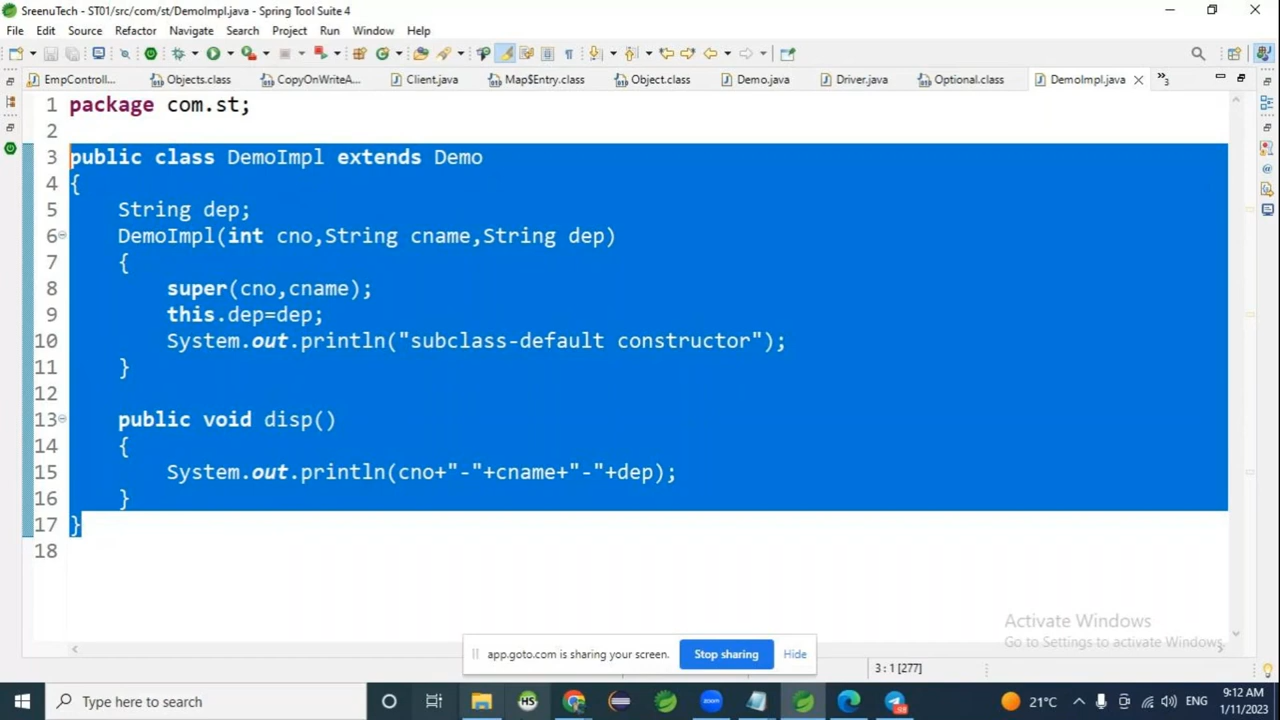 SreenuTech - ST01/src/com/st/DemoImpl.java - Spring Tool Suite 4
File Edit Source Refactor Navigate Search Project Run Window Help
EmpControll... Objects.class CopyOnWriteA... Client.java Map$Entry.class Object.class Demo.java Driver.java Optional.class DemoImpl.java »3
1 package com.st;
2
3 public class DemoImpl extends Demo
4 {
5 String dep;
6 DemoImpl(int cno,String cname,String dep)
7 {
8 super(cno,cname);
9 this.dep=dep;
10 System.out.println("subclass-default constructor");
11 }
12
13 public void disp()
14 {
15 System.out.println(cno+"-"+cname+"-"+dep);
16 }
17 }
18
Activate Windows
Go to Settings to activate Windows.
app.goto.com is sharing your screen. Stop sharing Hide
3 : 1 [277]
Type here to search HS zoom 21°C ENG 9:12 AM
1/11/2023